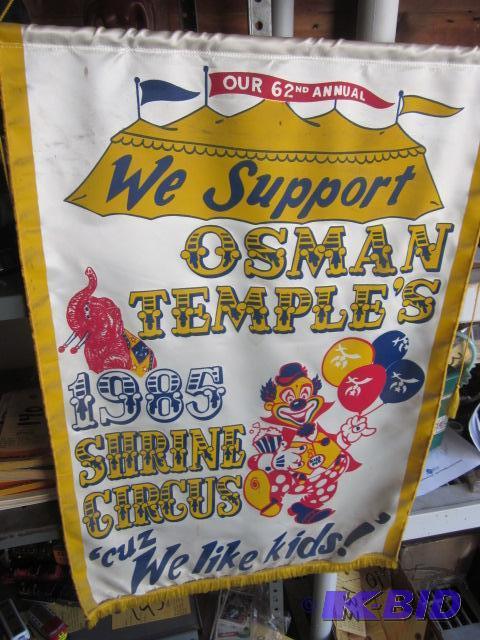 OUR 62ND ANNUAL
We Support
OSMAN
TEMPLE'S
1985
SHRINE
CIRCUS
"CUZ
We like kids!"
K-BID